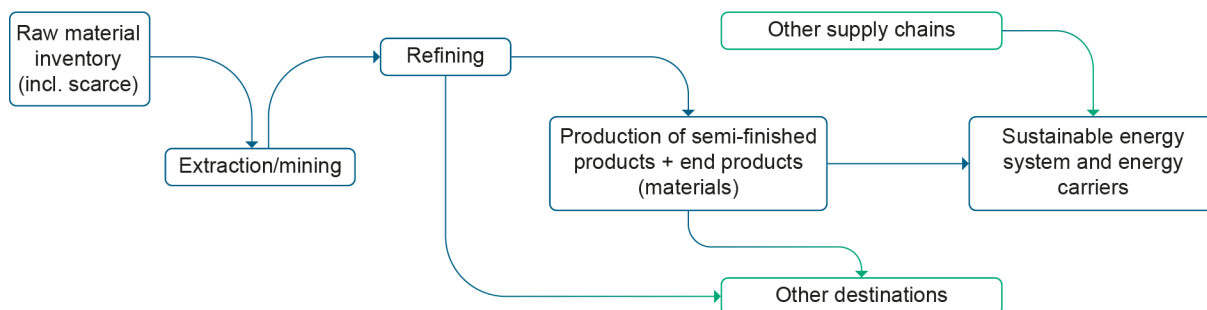 Raw material
inventory
(incl. scarce)
Extraction/mining
Refining
Other supply chains
Production of semi-finished
products + end products
(materials)
Sustainable energy
system and energy
carriers
Other destinations